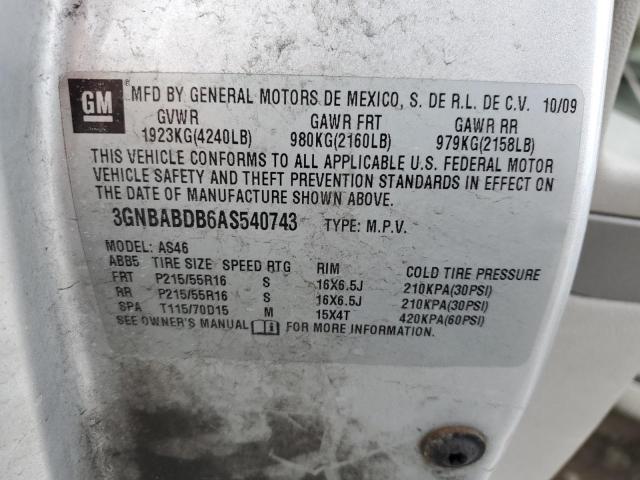 GM
®
MFD BY GENERAL MOTORS DE MEXICO, S. DE R.L. DE C.V. 10/09
GVWR GAWR FRT GAWR RR
1923KG(4240LB) 980KG(2160LB) 979KG(2158LB)
THIS VEHICLE CONFORMS TO ALL APPLICABLE U.S. FEDERAL MOTOR
VEHICLE SAFETY AND THEFT PREVENTION STANDARDS IN EFFECT ON
THE DATE OF MANUFACTURE SHOWN ABOVE.
3GNBABDB6AS540743 TYPE: M.P.V.
MODEL: AS46
ABB5 TIRE SIZE SPEED RTG RIM COLD TIRE PRESSURE
FRT P215/55R16 S 16X6.5J 210KPA(30PSI)
RR P215/55R16 S 16X6.5J 210KPA(30PSI)
SPA T115/70D15 M 15X4T 420KPA(60PSI)
SEE OWNER'S MANUAL FOR MORE INFORMATION.